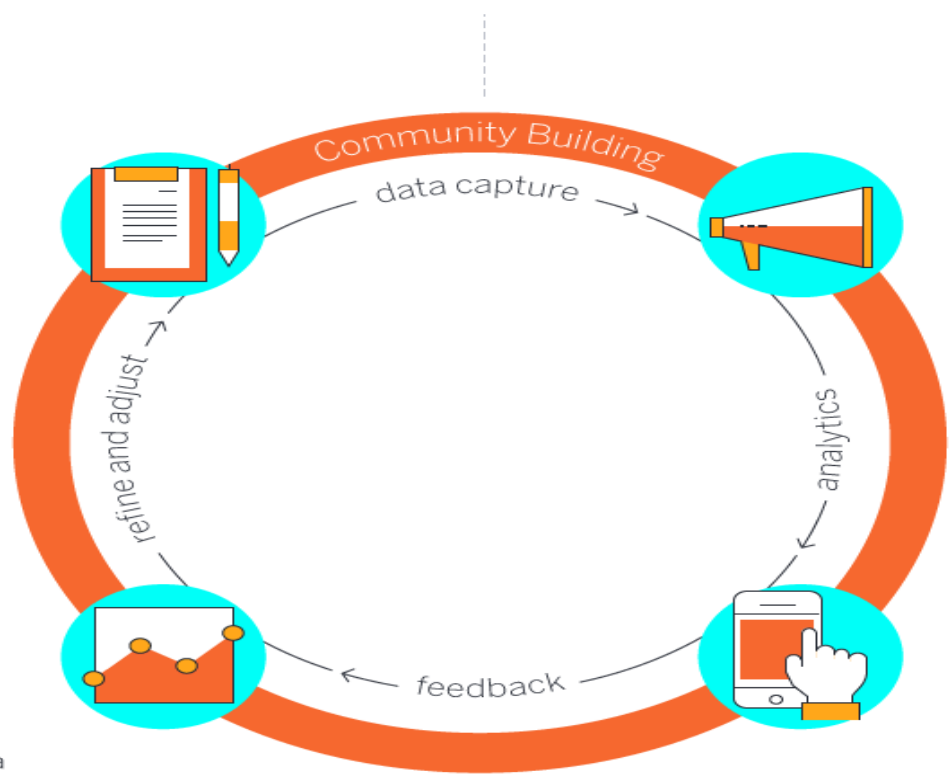 Community Building
data capture
analytics
feedback
refine and adjust
a